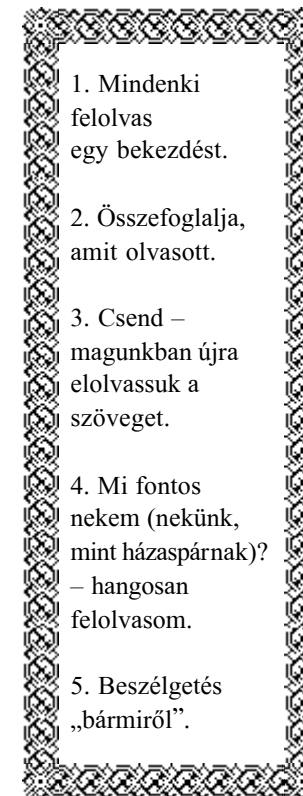 1. Mindenki
felolvas
egy bekezdést.
2. Összefoglalja,
amit olvasott.
3. Csend –
magunkban újra
elolvassuk a
szöveget.
4. Mi fontos
nekem (nekünk,
mint házaspárnak)?
– hangosan
felolvasom.
5. Beszélgetés
„bármiről”.